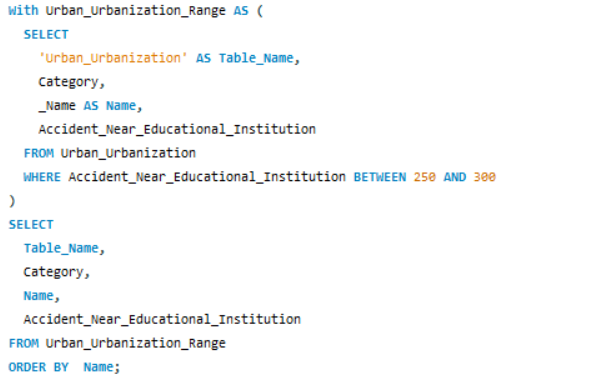 With Urban_Urbanization_Range AS (
SELECT
'Urban_Urbanization' AS Table_Name,
Category,
_Name AS Name,
Accident_Near_Educational_Institution
FROM Urban_Urbanization
WHERE Accident_Near_Educational_Institution BETWEEN 250 AND 300
)
SELECT
Table_Name,
Category,
Name,
Accident_Near_Educational_Institution
FROM Urban_Urbanization_Range
ORDER BY  Name;